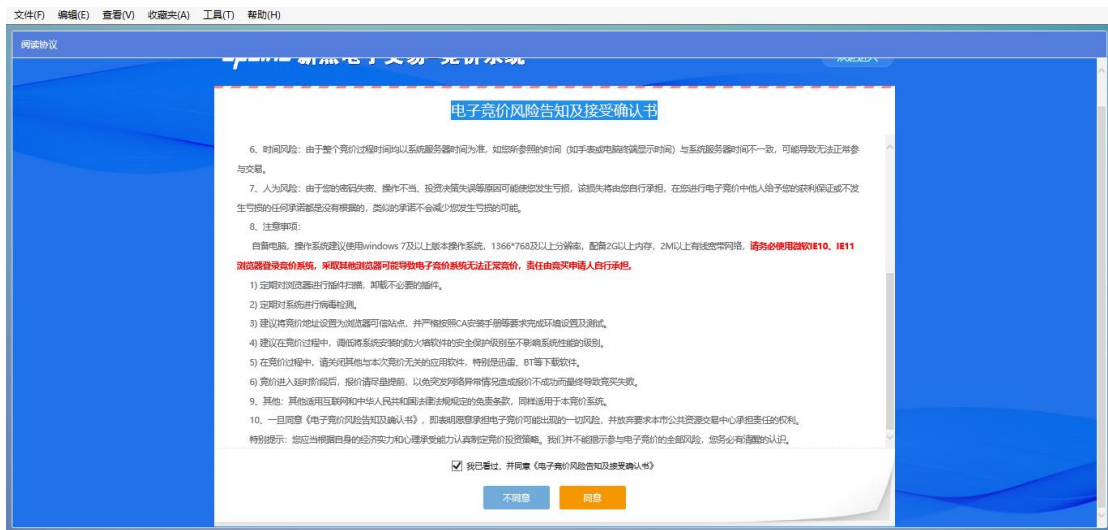 文件(F) 编辑(E) 查看(V) 收藏夹(A) 工具(T) 帮助(H)
阅读协议
电子竞价风险告知及接受确认书
6、时间风险：由于整个竞价过程时间均以系统服务器时间为准，如您所参照的时间（如手表或电脑终端显示时间）与系统服务器时间不一致，可能导致无法正常参
与交易。
7、人为风险：由于您的密码失密、操作不当、投资决策失误等原因可能使您发生亏损，该损失将由您自行承担，在您进行电子竞价中他人给予您的获利保证或不发
生亏损的任何承诺都是没有根据的，类似的承诺不会减少您发生亏损的可能。
8、注意事项：
自备电脑，操作系统建议使用windows 7及以上版本操作系统，1366*768及以上分辨率，配备2G以上内存，2M以上有线宽带网络，请务必使用微软IE10、IE11
浏览器登录竞价系统，采取其他浏览器可能导致电子竞价系统无法正常竞价，责任由竞买申请人自行承担。
1) 定期对浏览器进行插件扫描，卸载不必要的插件。
2) 定期对系统进行病毒检测。
3) 建议将竞价地址设置为浏览器可信站点，并严格按照CA安装手册等要求完成环境设置及测试。
4) 建议在竞价过程中，调低将系统安装的防火墙软件的安全保护级别至不影响系统性能的级别。
5) 在竞价过程中，请关闭其他与本次竞价无关的应用软件，特别是迅雷、BT等下载软件。
6) 竞价进入延时阶段后，报价请尽量提前，以免突发网络异常情况造成报价不成功而最终导致竞买失败。
9、其他：其他适用互联网和中华人民共和国法律法规规定的免责条款，同样适用于本竞价系统。
10、一旦同意《电子竞价风险告知及确认书》，即表明愿意承担电子竞价可能出现的一切风险，并放弃要求本市公共资源交易中心承担责任的权利。
特别提示：您应当根据自身的经济实力和心理承受能力认真制定竞价投资策略。我们并不能揭示参与电子竞价的全部风险，您务必有清醒的认识。
我已看过，并同意《电子竞价风险告知及接受确认书》
不同意 同意